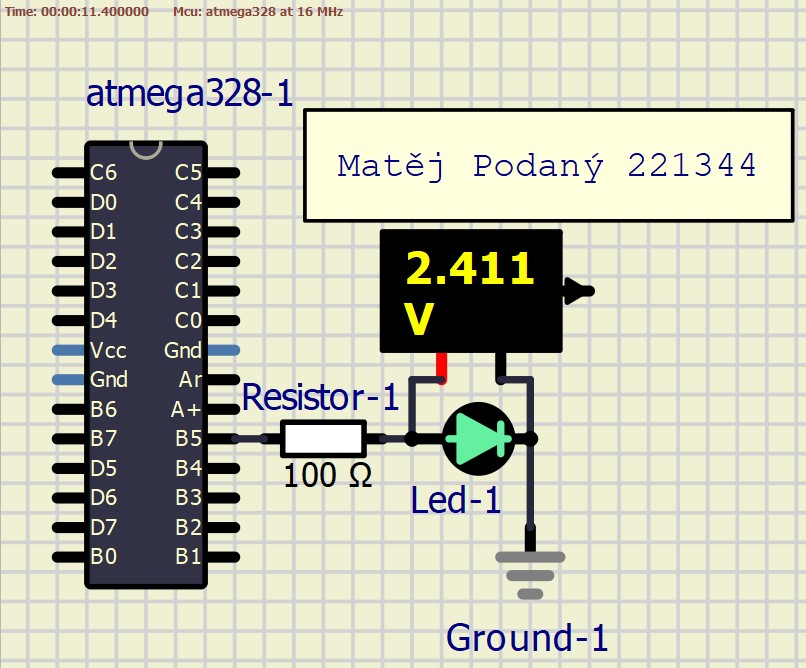 Time: 00:00:11.400000 Mcu: atmega328 at 16 MHz
atmega328-1
Matěj Podaný 221344
C6 C5
D0 C4
D1 C3
D2 C2
D3 C1
D4 C0
Vcc Gnd
Gnd Ar
B6 A+
B7 B5
D5 B4
D6 B3
D7 B2
B0 B1
2.411
V
Resistor-1
100 Ω
Led-1
Ground-1